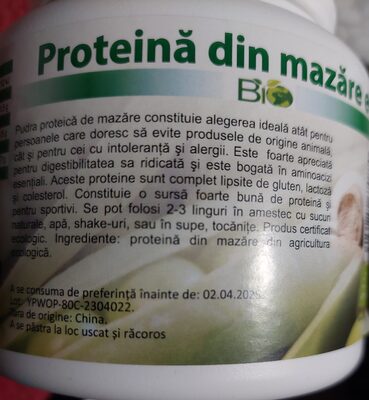 Proteină din mazăre e
Bio
Pudra proteică de mazăre constituie alegerea ideală atât pentru
persoanele care doresc să evite produsele de origine animală,
cât și pentru cei cu intoleranță și alergii. Este foarte apreciată
pentru digestibilitatea sa ridicată și este bogată în aminoacizi
esențiali. Aceste proteine sunt complet lipsite de gluten, lactoză
și colesterol. Constituie o sursă foarte bună de proteină și
pentru sportivi. Se pot folosi 2-3 linguri în amestec cu sucuri
naturale, apă, shake-uri, sau în supe, tocănițe. Produs certificat
ecologic. Ingrediente: proteină din mazăre din agricultura
ecologică.
A se consuma de preferință înainte de: 02.04.2025
Lot: YPWOP-80C-2304022.
Țara de origine: China.
A se păstra la loc uscat și răcoros